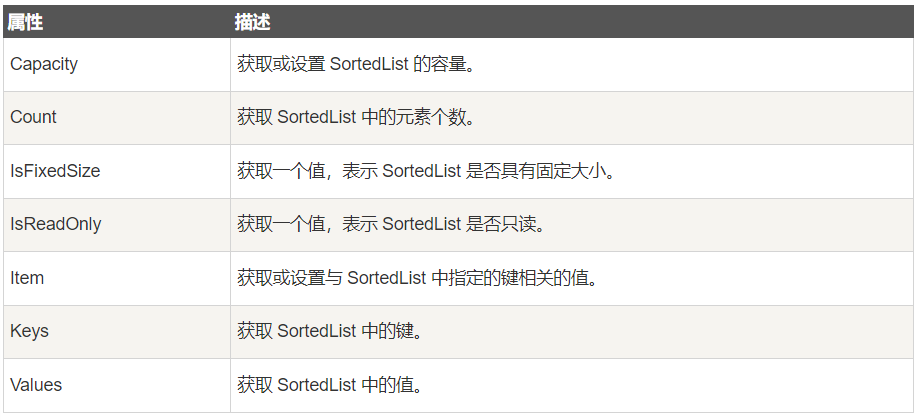 属性 描述
Capacity 获取或设置 SortedList 的容量。
Count 获取 SortedList 中的元素个数。
IsFixedSize 获取一个值，表示 SortedList 是否具有固定大小。
IsReadOnly 获取一个值，表示 SortedList 是否只读。
Item 获取或设置与 SortedList 中指定的键相关的值。
Keys 获取 SortedList 中的键。
Values 获取 SortedList 中的值。